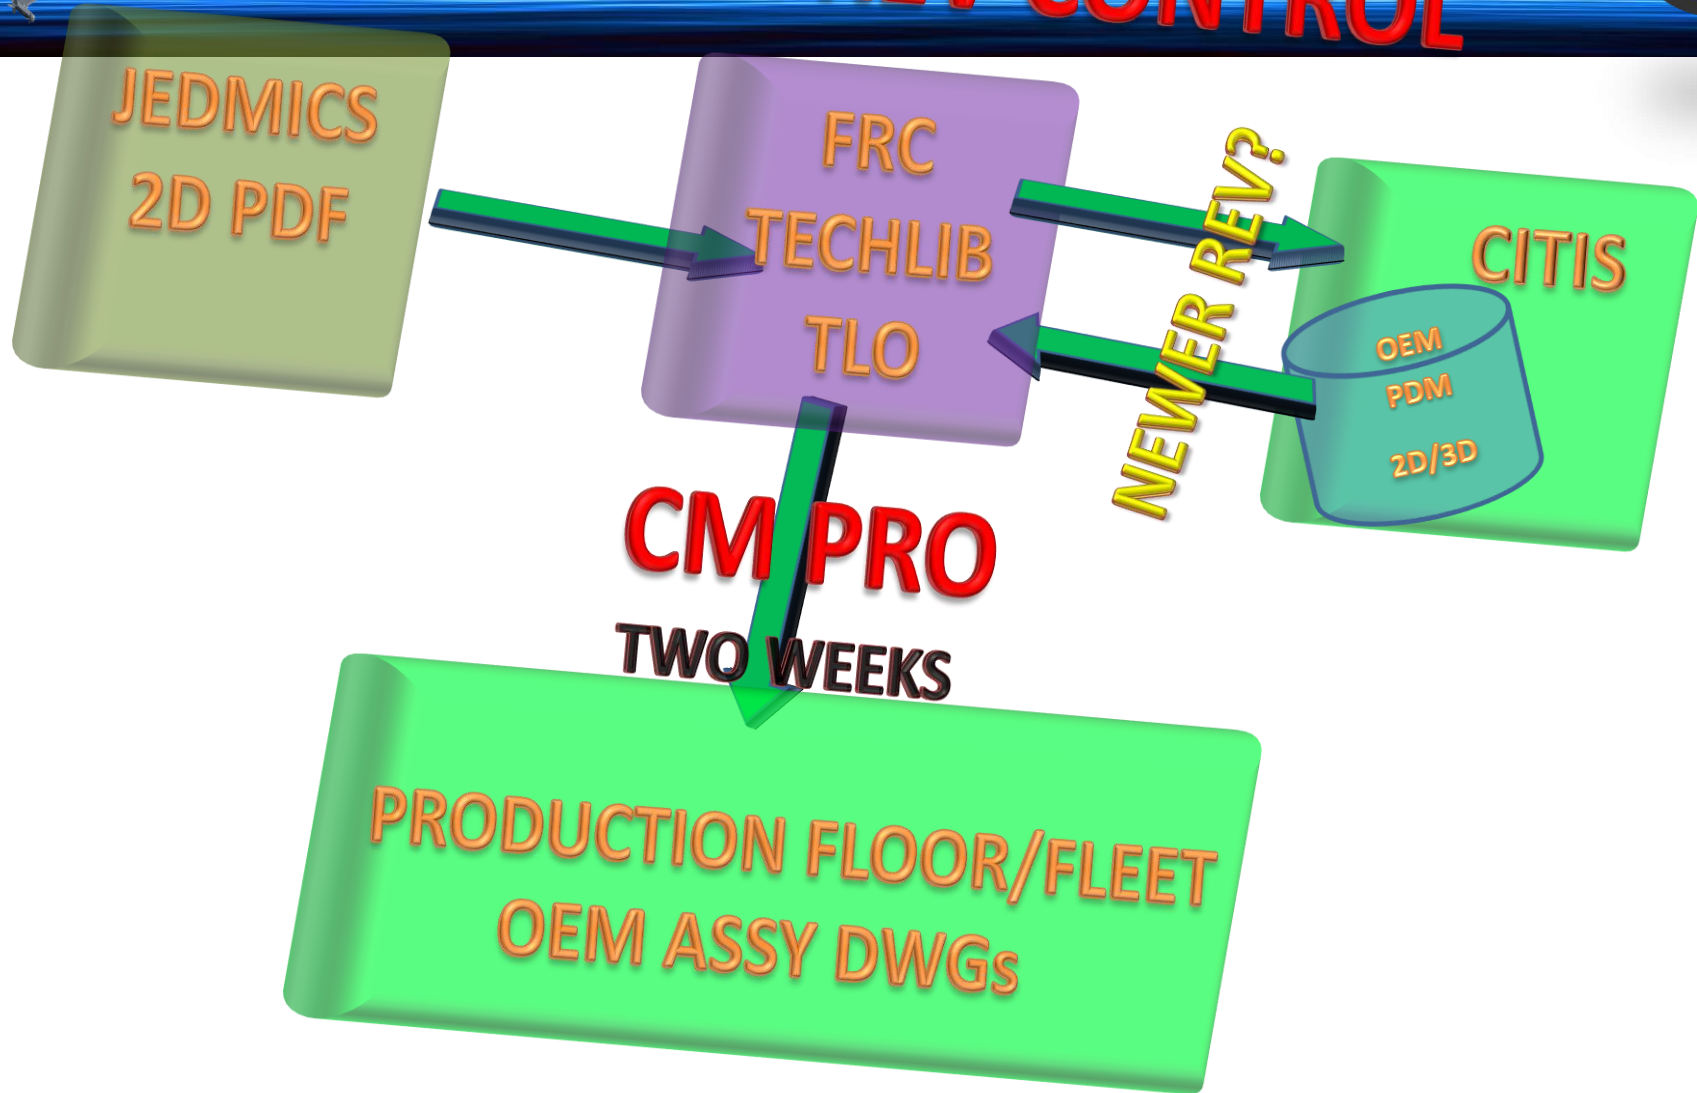 CONTROL
JEDMICS
2D PDF
FRC
TECHLIB
TLO
NEWER REV?
CITIS
OEM
PDM
2D/3D
CM PRO
TWO WEEKS
PRODUCTION FLOOR/FLEET
OEM ASSY DWGs